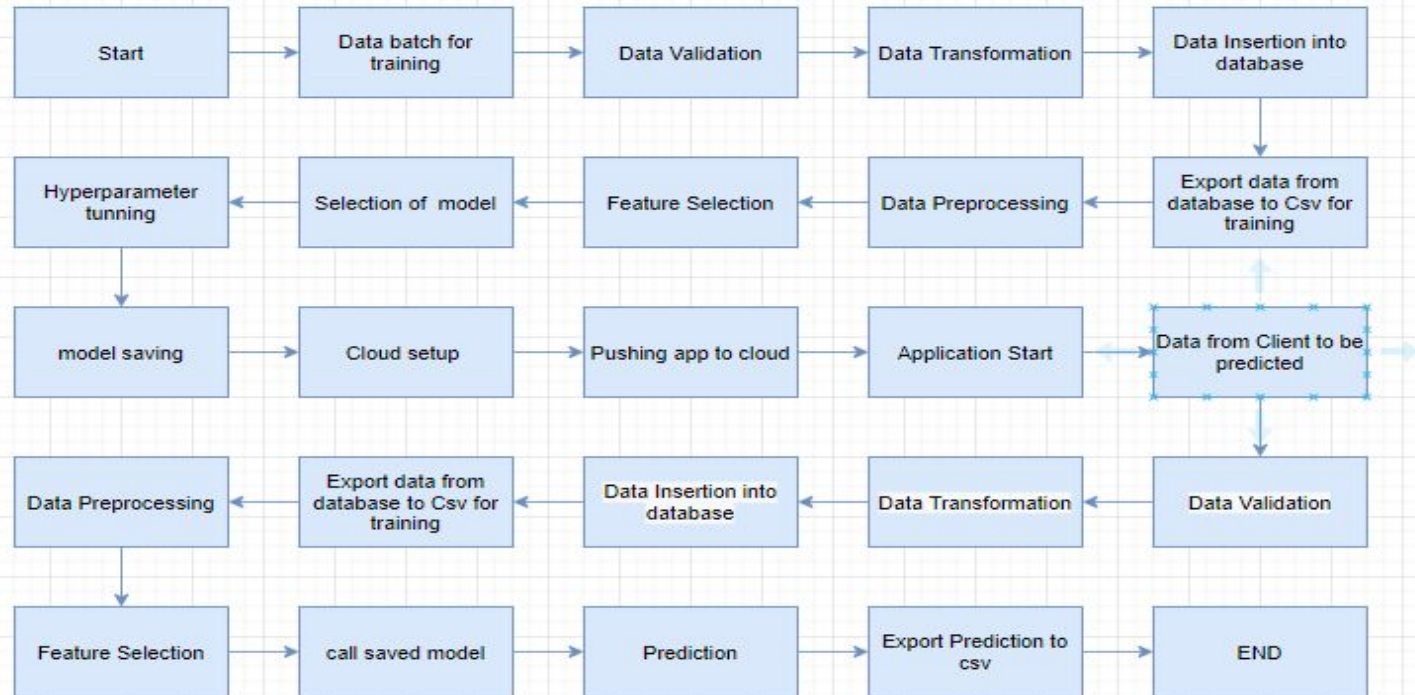 Start
Data batch for
training
Data Validation
Data Transformation
Data Insertion into
database
Hyperparameter
tunning
Selection of model
Feature Selection
Data Preprocessing
Export data from
database to Csv for
training
model saving
Cloud setup
Pushing app to cloud
Application Start
Data from Client to be
predicted
Data Preprocessing
Export data from
database to Csv for
training
Data Insertion into
database
Data Transformation
Data Validation
Feature Selection
call saved model
Prediction
Export Prediction to
csv
END